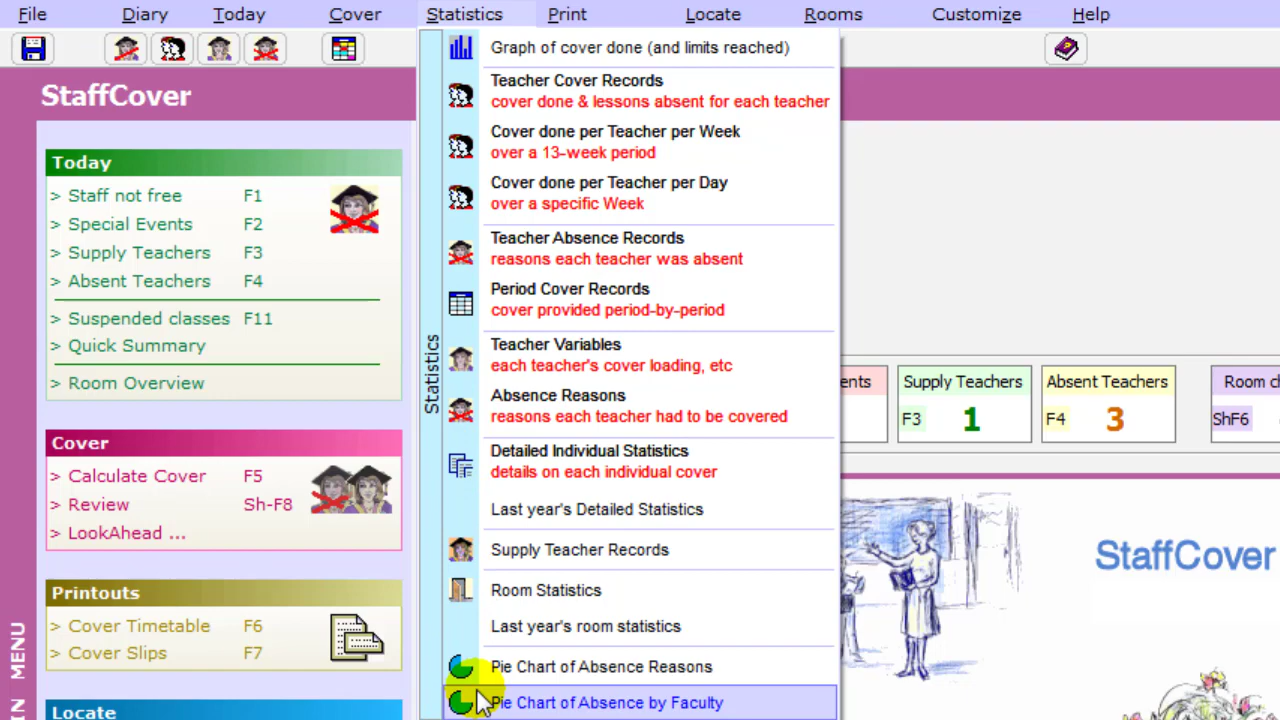 File Diary Today Cover Statistics Print Locate Rooms Customize Help
StaffCover
Today
> Staff not free F1
> Special Events F2
> Supply Teachers F3
> Absent Teachers F4
> Suspended classes F11
> Quick Summary
> Room Overview
Cover
> Calculate Cover F5
> Review Sh-F8
> LookAhead ...
Printouts
> Cover Timetable F6
> Cover Slips F7
Locate
MENU
Statistics
Graph of cover done (and limits reached)
Teacher Cover Records
cover done & lessons absent for each teacher
Cover done per Teacher per Week
over a 13-week period
Cover done per Teacher per Day
over a specific Week
Teacher Absence Records
reasons each teacher was absent
Period Cover Records
cover provided period-by-period
Teacher Variables
each teacher's cover loading, etc
Absence Reasons
reasons each teacher had to be covered
Detailed Individual Statistics
details on each individual cover
Last year's Detailed Statistics
Supply Teacher Records
Room Statistics
Last year's room statistics
Pie Chart of Absence Reasons
Pie Chart of Absence by Faculty
ents
Supply Teachers
F3 1
Absent Teachers
F4 3
Room ch
ShF6
StaffCover